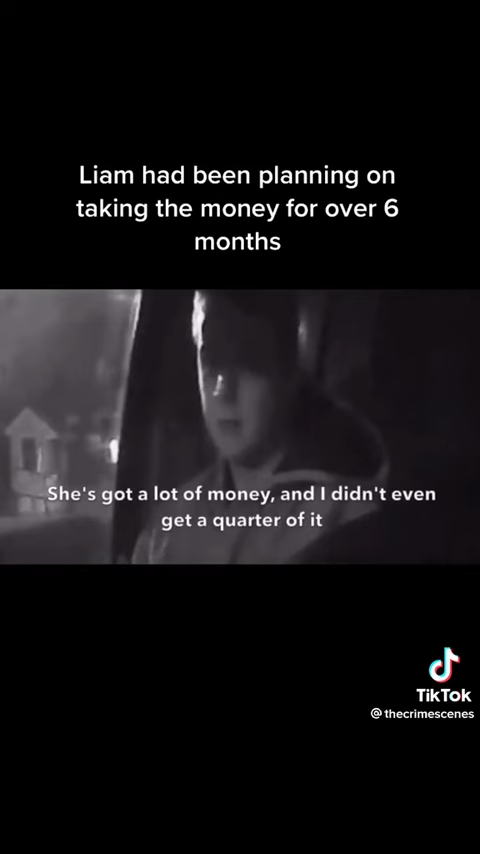 Liam had been planning on
taking the money for over 6
months
She's got a lot of money, and I didn't even
get a quarter of it
TikTok
@thecrimescenes